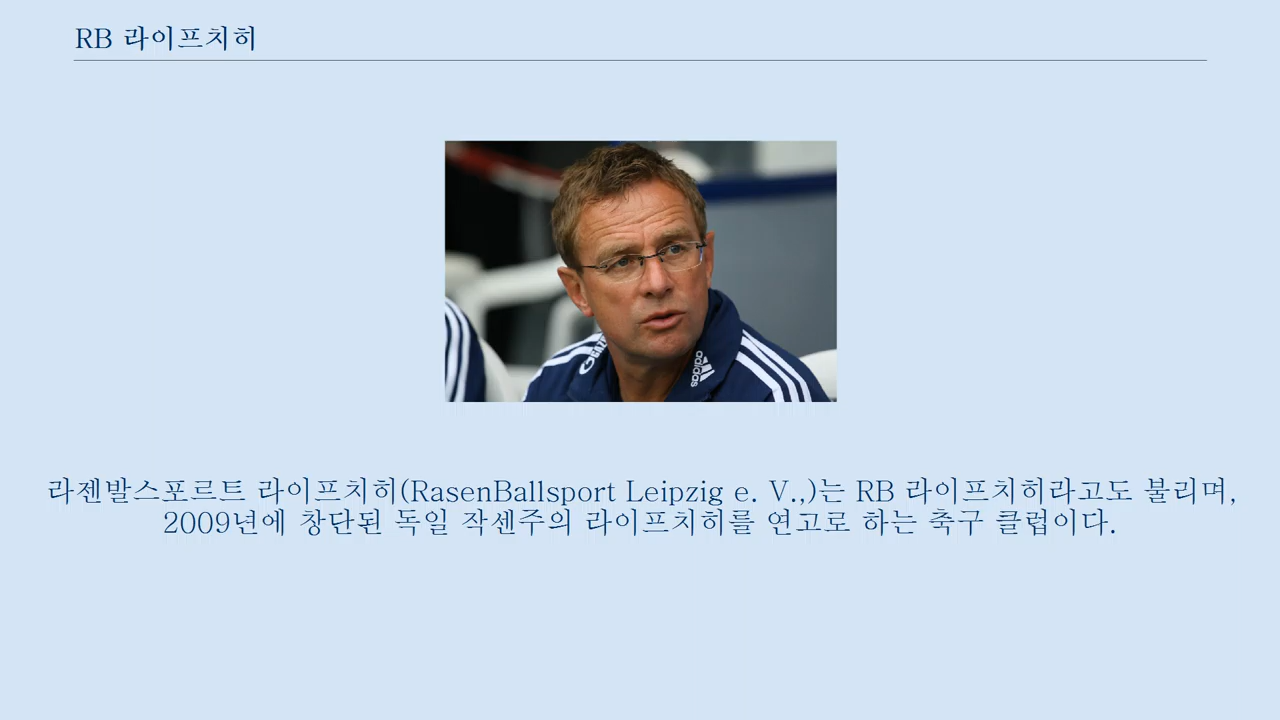 RB 라이프치히
adidas
라젠발스포르트 라이프치히(RasenBallsport Leipzig e. V.,)는 RB 라이프치히라고도 불리며,
2009년에 창단된 독일 작센주의 라이프치히를 연고로 하는 축구 클럽이다.